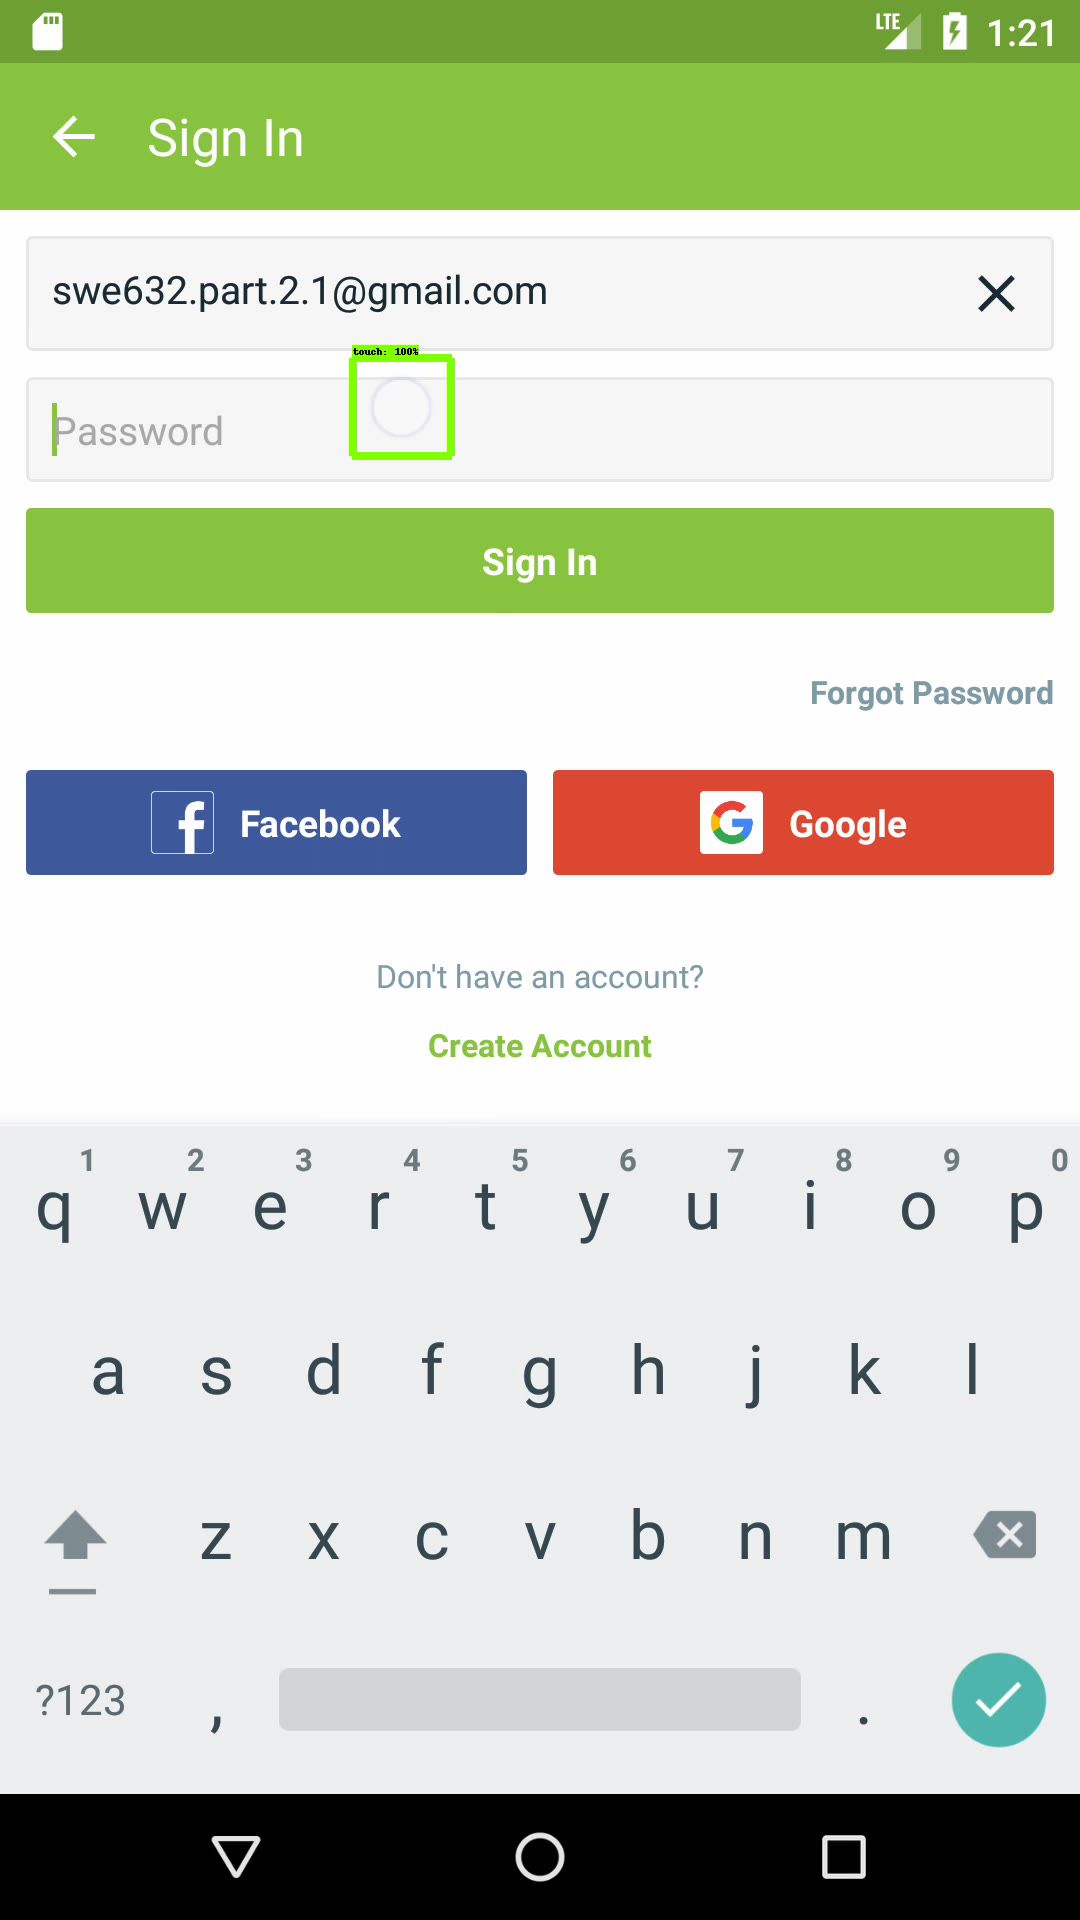 LTE 1:21
Sign In
swe632.part.2.1@gmail.com
touch: 100%
Password
Sign In
Forgot Password
f Facebook
G Google
Don't have an account?
Create Account
1 2 3 4 5 6 7 8 9 0
q w e r t y u i o p
a s d f g h j k l
z x c v b n m
?123 , .